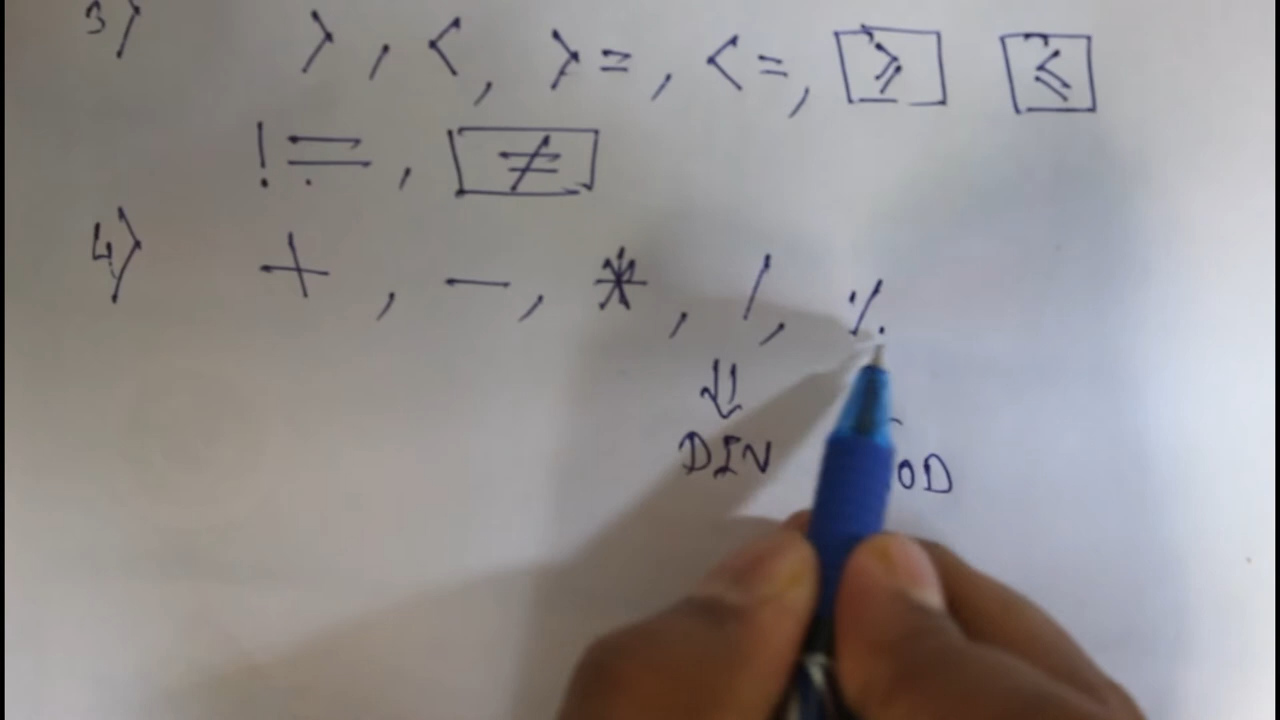 3) > , < , >= , <= , ≥ ≤
!= , ≠
4) + , - , * , / , %
⇓
DIV OD